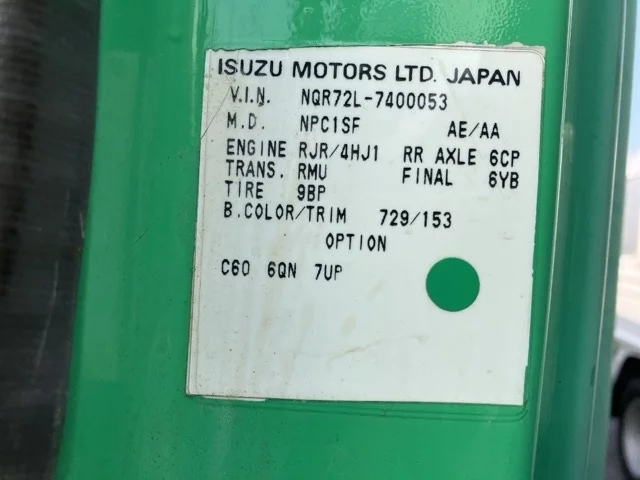 ISUZU MOTORS LTD. JAPAN
V.I.N. NQR72L-7400053
M.D. NPC1SF AE/AA
ENGINE RJR/4HJ1 RR AXLE 6CP
TRANS. RMU FINAL 6YB
TIRE 9BP
B.COLOR/TRIM 729/153
OPTION
C60 6QN 7UP